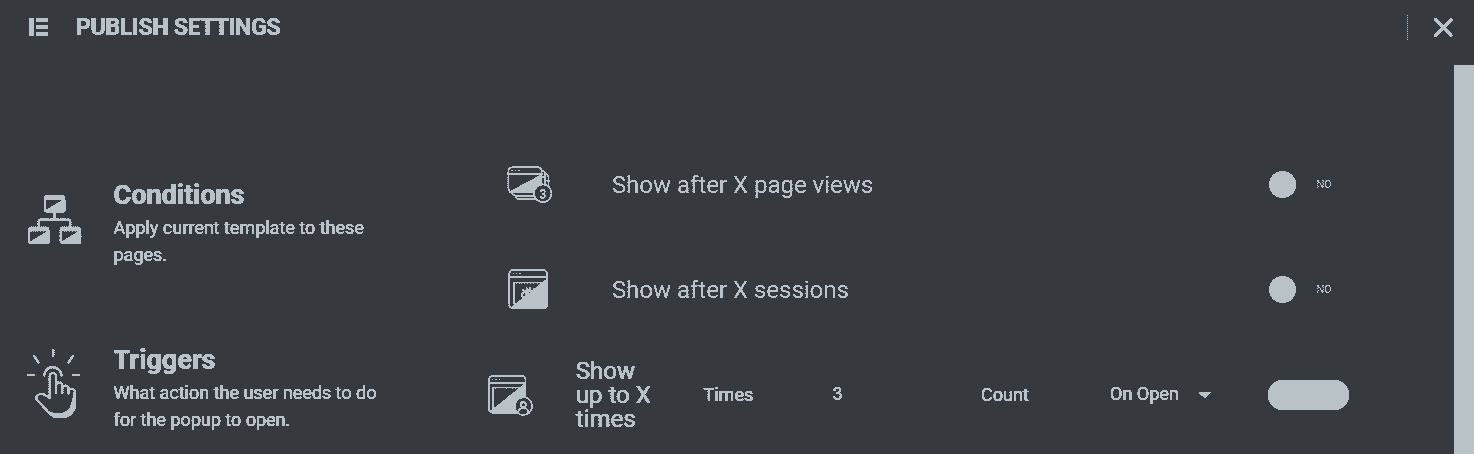 PUBLISH SETTINGS
Conditions
Apply current template to these
pages.
Triggers
What action the user needs to do
for the popup to open.
3
Show after X page views
NO
Show after X sessions
NO
Show
up to X
times
Times
3
Count
On Open